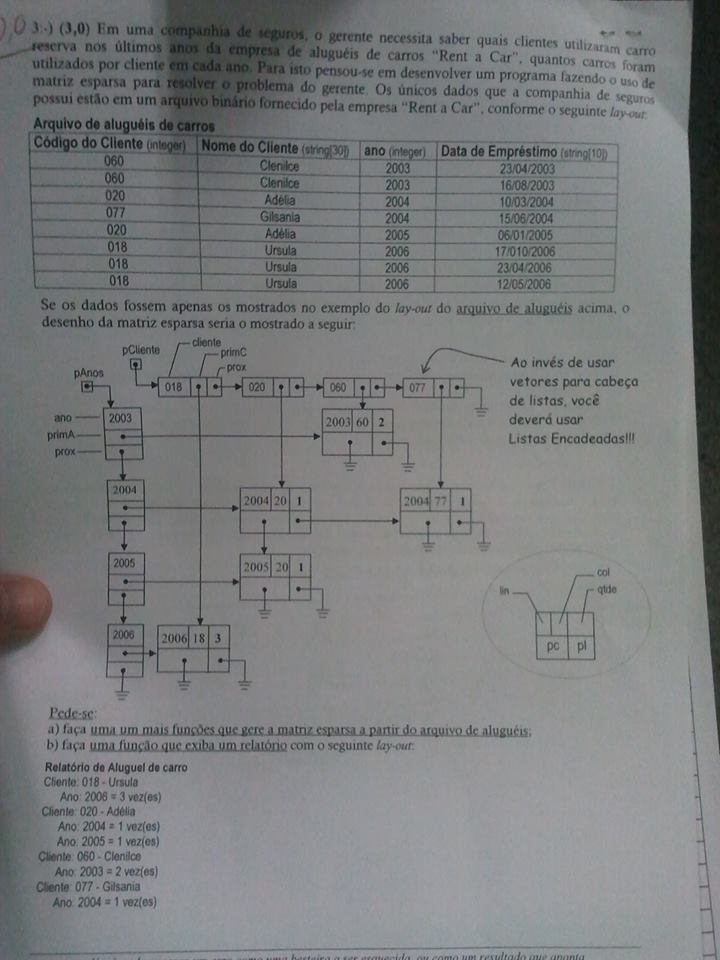 3:-) (3,0) Em uma companhia de seguros, o gerente necessita saber quais clientes utilizaram carro
reserva nos últimos anos da empresa de aluguéis de carros “Rent a Car”, quantos carros foram
utilizados por cliente em cada ano. Para isto pensou-se em desenvolver um programa fazendo o uso de
matriz esparsa para resolver o problema do gerente. Os únicos dados que a companhia de seguros
possui estão em um arquivo binário fornecido pela empresa “Rent a Car”, conforme o seguinte lay-out:
Arquivo de aluguéis de carros
Código do Cliente (integer) Nome do Cliente (string[30]) ano (integer) Data de Empréstimo (string[10])
060 Clenilce 2003 23/04/2003
060 Clenilce 2003 16/08/2003
020 Adélia 2004 10/03/2004
077 Gilsania 2004 15/06/2004
020 Adélia 2005 06/01/2005
018 Ursula 2006 17/010/2006
018 Ursula 2006 23/04/2006
018 Ursula 2006 12/05/2006
Se os dados fossem apenas os mostrados no exemplo do lay-out do arquivo de aluguéis acima, o
desenho da matriz esparsa seria o mostrado a seguir:
pCliente cliente
primC
prox
pAnos
018 020 060 077
Ao invés de usar
vetores para cabeça
de listas, você
deverá usar
Listas Encadeadas!!!
ano 2003 2003 60 2
primA
prox
2004 2004 20 1 2004 77 1
2005 2005 20 1
col
lin qtde
2006 2006 18 3
pc pl
Pede-se:
a) faça uma um mais funções que gere a matriz esparsa a partir do arquivo de aluguéis;
b) faça uma função que exiba um relatório com o seguinte lay-out:
Relatório de Aluguel de carro
Cliente: 018 - Ursula
Ano: 2006 = 3 vez(es)
Cliente: 020 - Adélia
Ano: 2004 = 1 vez(es)
Ano: 2005 = 1 vez(es)
Cliente: 060 - Clenilce
Ano: 2003 = 2 vez(es)
Cliente: 077 - Gilsania
Ano: 2004 = 1 vez(es)